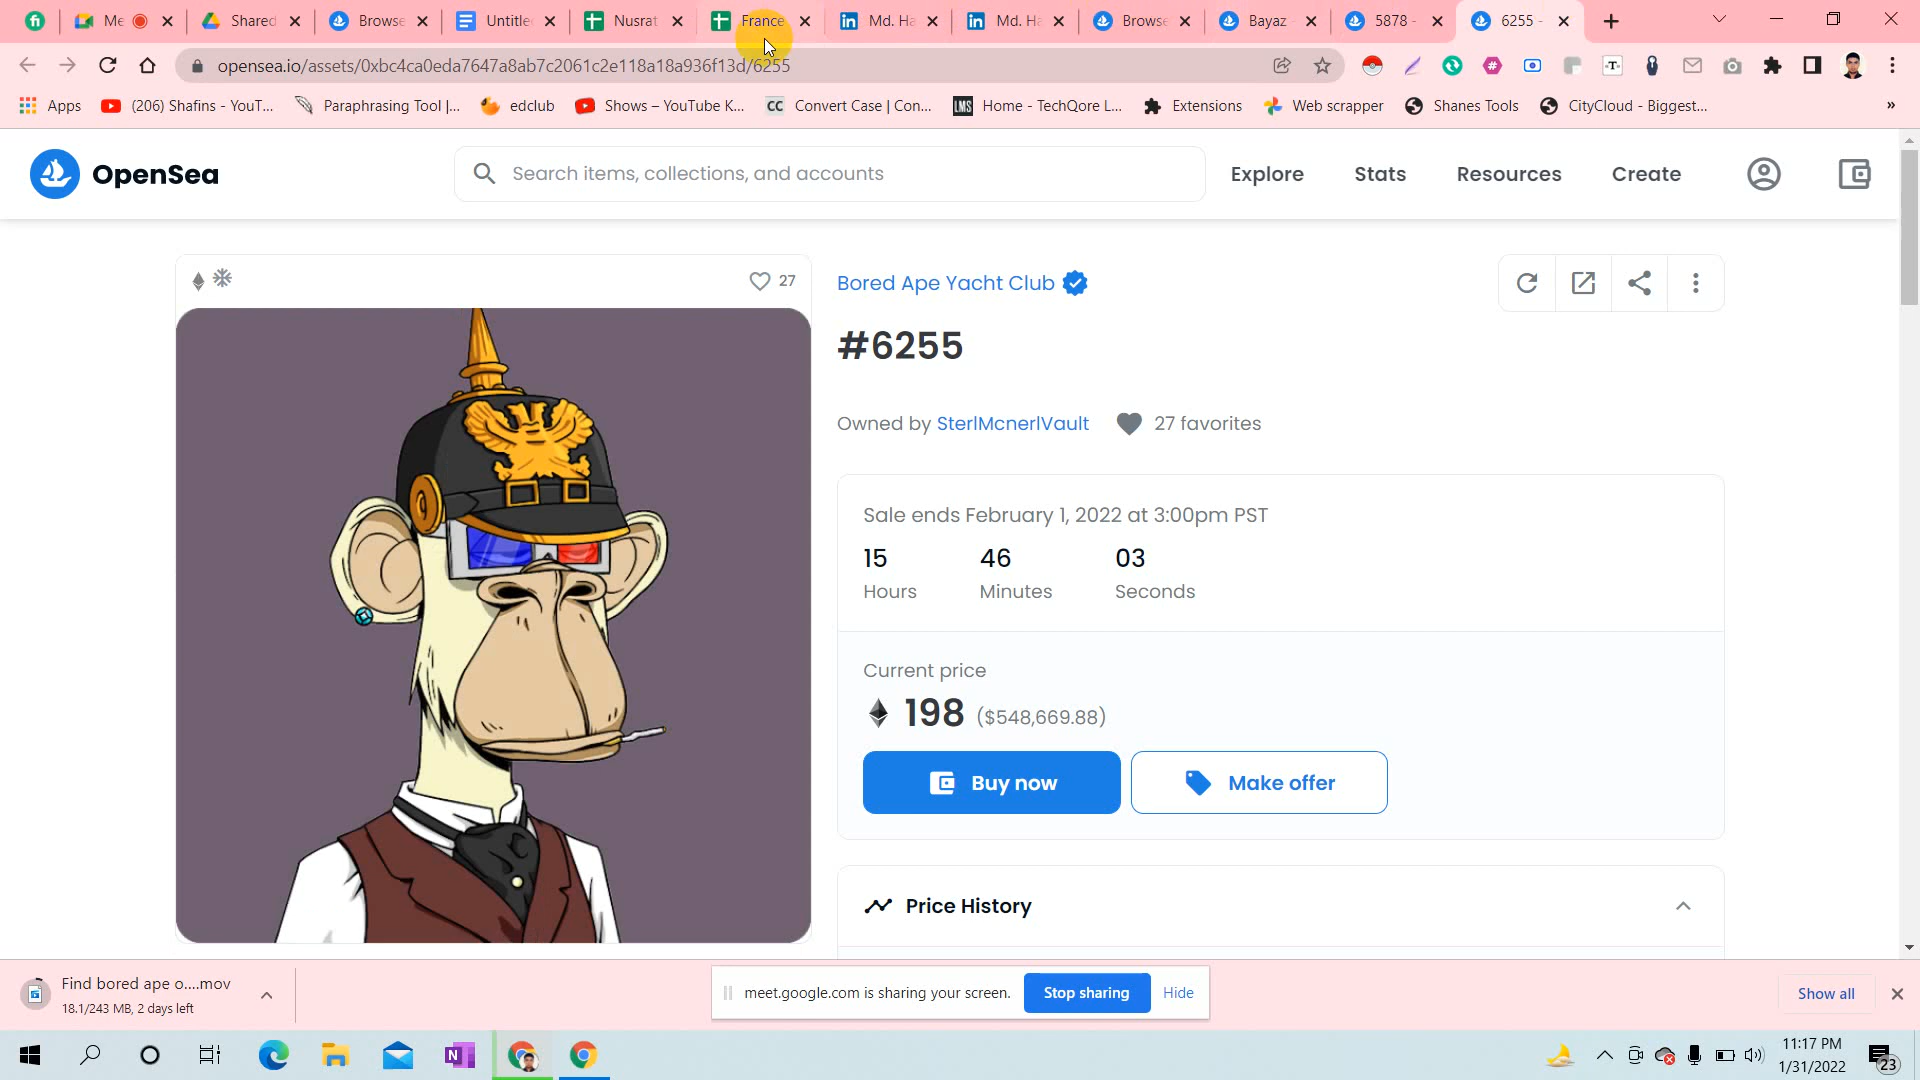 Me
Shared
Browse
Untitle
Nusrat
France
Md. Ha
Md. Ha
Browse
Bayaz
5878 -
6255 -
opensea.io/assets/0xbc4ca0eda7647a8ab7c2061c2e118a18a936f13d/6255
Apps
(206) Shafins - YouT...
Paraphrasing Tool |...
edclub
Shows – YouTube K...
CC Convert Case | Con...
LMS Home - TechQore L...
Extensions
Web scrapper
Shanes Tools
CityCloud - Biggest...
»
OpenSea
Search items, collections, and accounts
Explore
Stats
Resources
Create
27
Bored Ape Yacht Club
#6255
Owned by SterlMcnerlVault
27 favorites
Sale ends February 1, 2022 at 3:00pm PST
15 46 03
Hours Minutes Seconds
Current price
198 ($548,669.88)
Buy now
Make offer
Price History
Find bored ape o....mov
18.1/243 MB, 2 days left
meet.google.com is sharing your screen.
Stop sharing
Hide
Show all
11:17 PM
1/31/2022
23